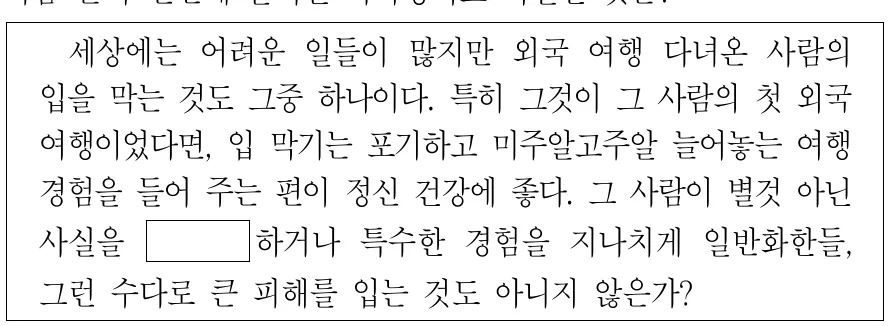 세상에는 어려운 일들이 많지만 외국 여행 다녀온 사람의
입을 막는 것도 그중 하나이다. 특히 그것이 그 사람의 첫 외국
여행이었다면, 입 막기는 포기하고 미주알고주알 늘어놓는 여행
경험을 들어 주는 편이 정신 건강에 좋다. 그 사람이 별것 아닌
사실을 하거나 특수한 경험을 지나치게 일반화한들,
그런 수다로 큰 피해를 입는 것도 아니지 않은가?